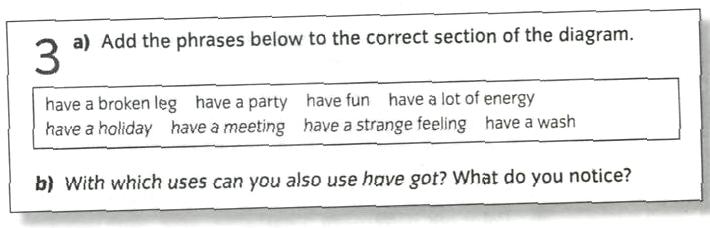 3 a) Add the phrases below to the correct section of the diagram.
have a broken leg have a party have fun have a lot of energy
have a holiday have a meeting have a strange feeling have a wash
b) With which uses can you also use have got? What do you notice?